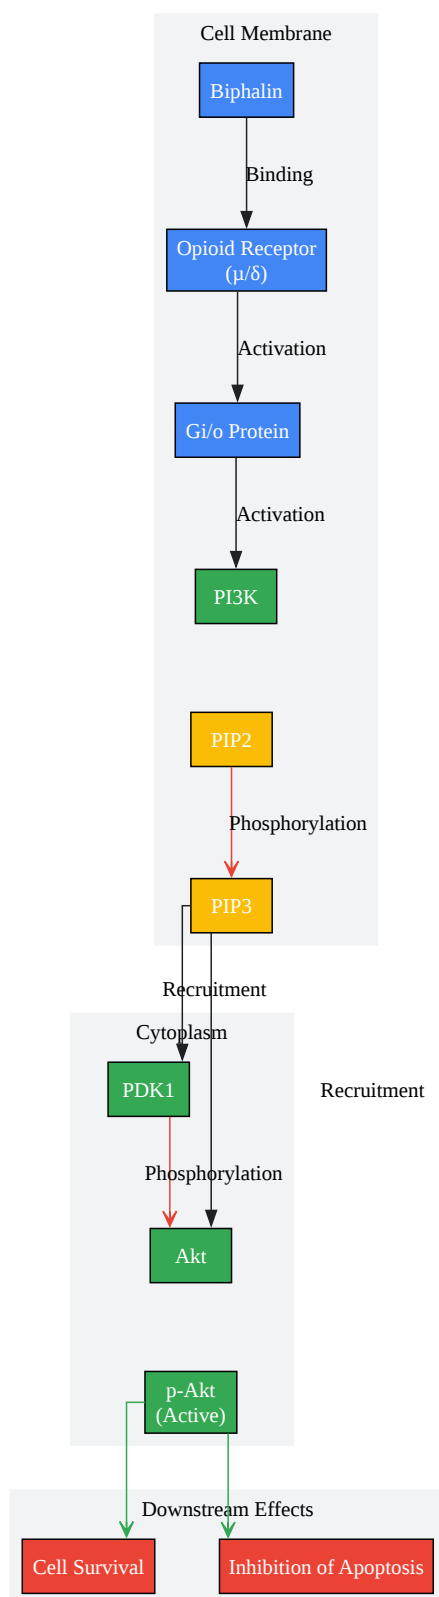 Cell Membrane
Biphalin
Binding
Opioid Receptor
(μ/δ)
Activation
Gi/o Protein
Activation
PI3K
PIP2
Phosphorylation
PIP3
Recruitment
Cytoplasm
PDK1
Recruitment
Phosphorylation
Akt
p-Akt
(Active)
Downstream Effects
Cell Survival
Inhibition of Apoptosis